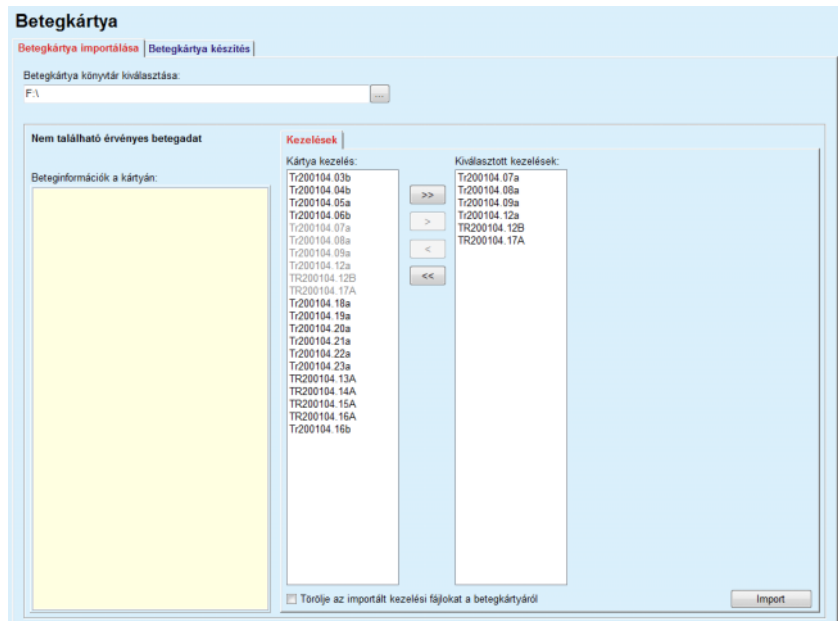 Betegkártya
Betegkártya importálása
Betegkártya készítés
Betegkártya könyvtár kiválasztása:
F:\
...
Nem található érvényes betegadat
Beteginformációk a kártyán:
Kezelések
Kártya kezelés:
Tr200104.03b
Tr200104.04b
Tr200104.05a
Tr200104.06b
Tr200104.07a
Tr200104.08a
Tr200104.09a
Tr200104.12a
TR200104.12B
TR200104.17A
Tr200104.18a
Tr200104.19a
Tr200104.20a
Tr200104.21a
Tr200104.22a
Tr200104.23a
TR200104.13A
TR200104.14A
TR200104.15A
TR200104.16A
Tr200104.16b
>>
>
<
<<
Kiválasztott kezelések:
Tr200104.07a
Tr200104.08a
Tr200104.09a
Tr200104.12a
TR200104.12B
TR200104.17A
Törölje az importált kezelési fájlokat a betegkártyáról
Import